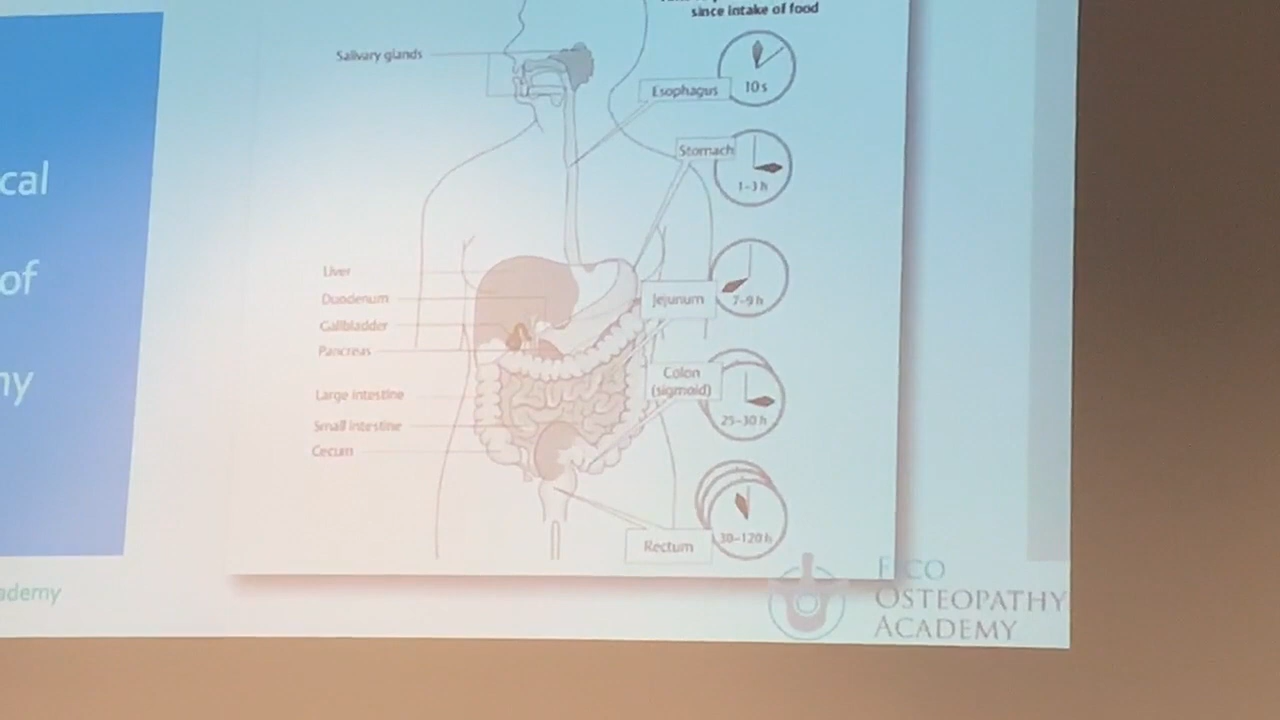 cal
of
ny
ademy
since intake of food
Salivary glands
Esophagus
10 s
Stomach
1–3 h
Liver
Duodenum
Gallbladder
Pancreas
Jejunum
7–9 h
Large intestine
Small intestine
Cecum
Colon
(sigmoid)
25–30 h
Rectum
30–120 h
OSTEOPATHY
ACADEMY